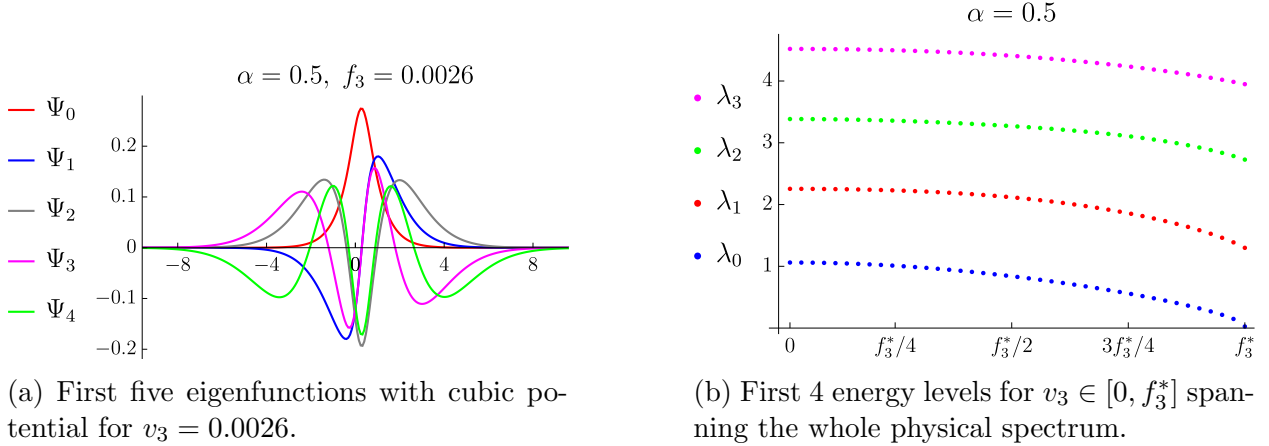 α = 0.5, f₃ = 0.0026
Ψ₀
Ψ₁
Ψ₂
Ψ₃
Ψ₄
0.2
0.1
0
−0.1
−0.2
−8 −4 0 4 8
(a) First five eigenfunctions with cubic po-
tential for v₃ = 0.0026.
α = 0.5
λ₃
λ₂
λ₁
λ₀
4
3
2
1
0 f₃*/4 f₃*/2 3f₃*/4 f₃*
(b) First 4 energy levels for v₃ ∈ [0, f₃*] span-
ning the whole physical spectrum.